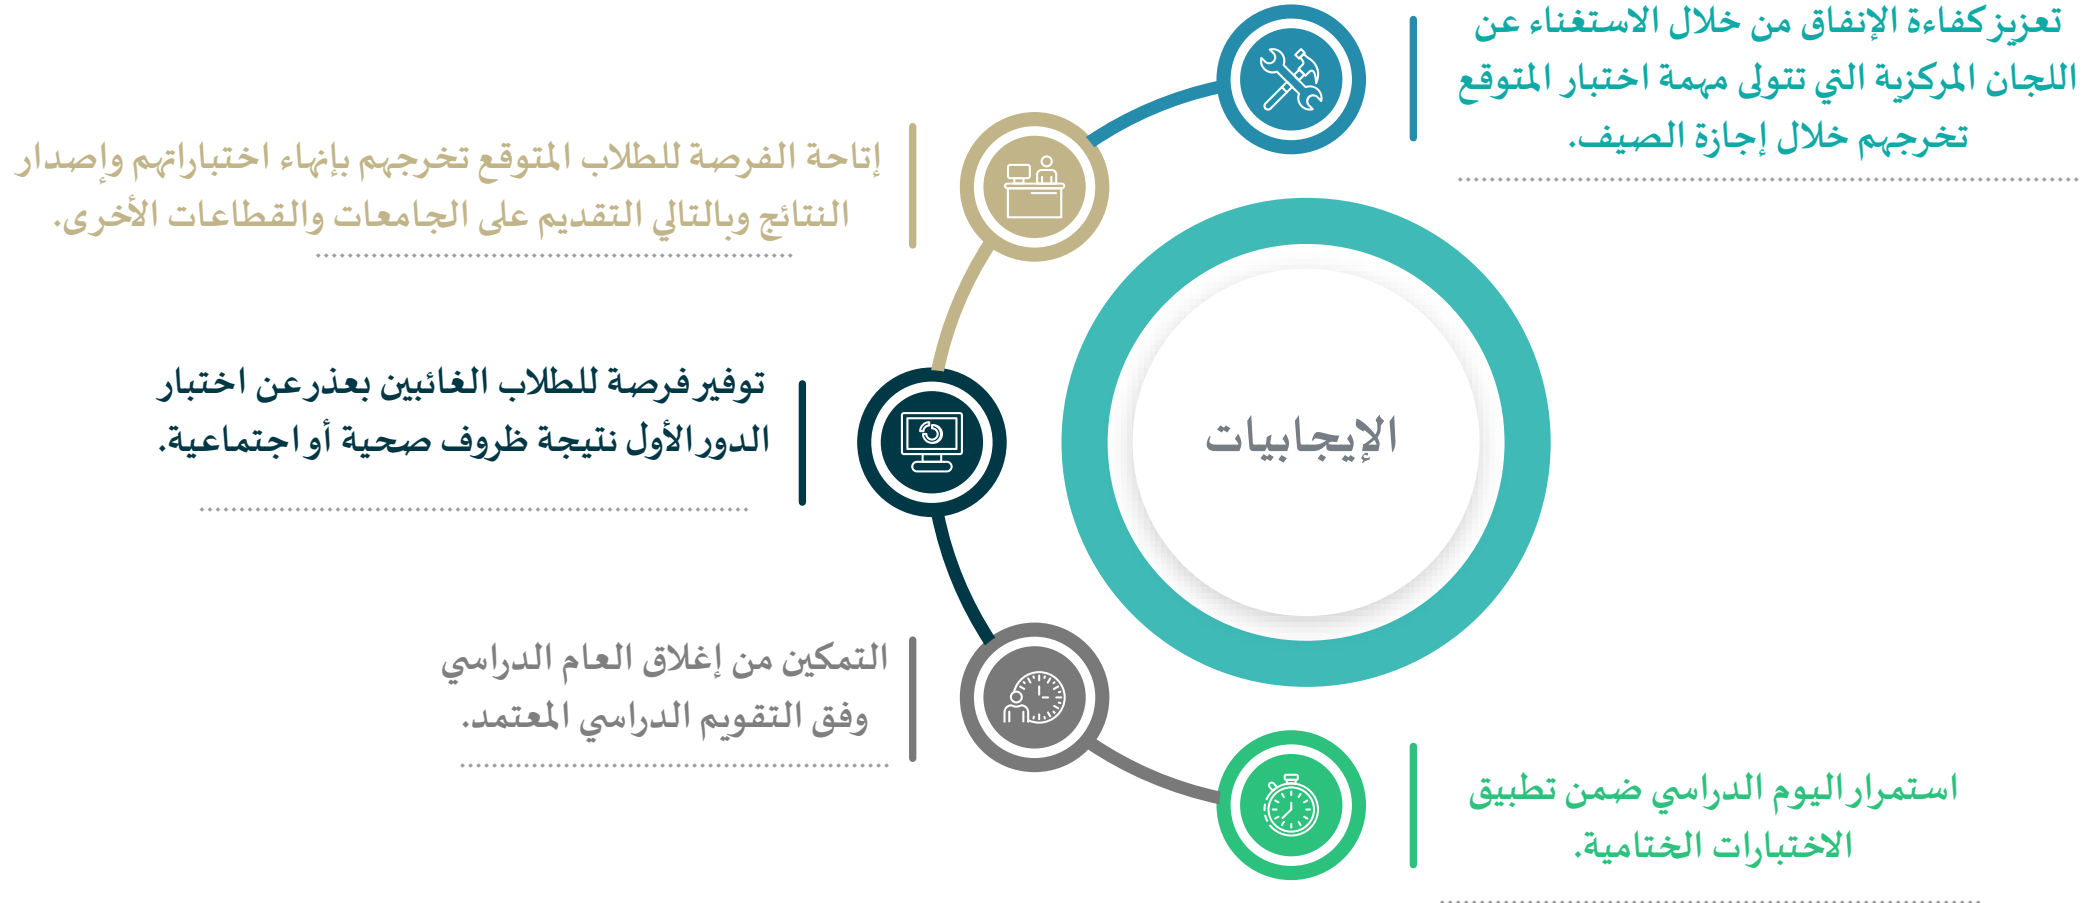 تعزيز كفاءة الإنفاق من خلال الاستغناء عن
اللجان المركزية التي تتولى مهمة اختبار المتوقع
تخرجهم خلال إجازة الصيف.
إتاحة الفرصة للطلاب المتوقع تخرجهم بإنهاء اختباراتهم وإصدار
النتائج وبالتالي التقديم على الجامعات والقطاعات الأخرى.
توفير فرصة للطلاب الغائبين بعذر عن اختبار
الدور الأول نتيجة ظروف صحية أو اجتماعية.
الإيجابيات
التمكين من إغلاق العام الدراسي
وفق التقويم الدراسي المعتمد.
استمرار اليوم الدراسي ضمن تطبيق
الاختبارات الختامية.